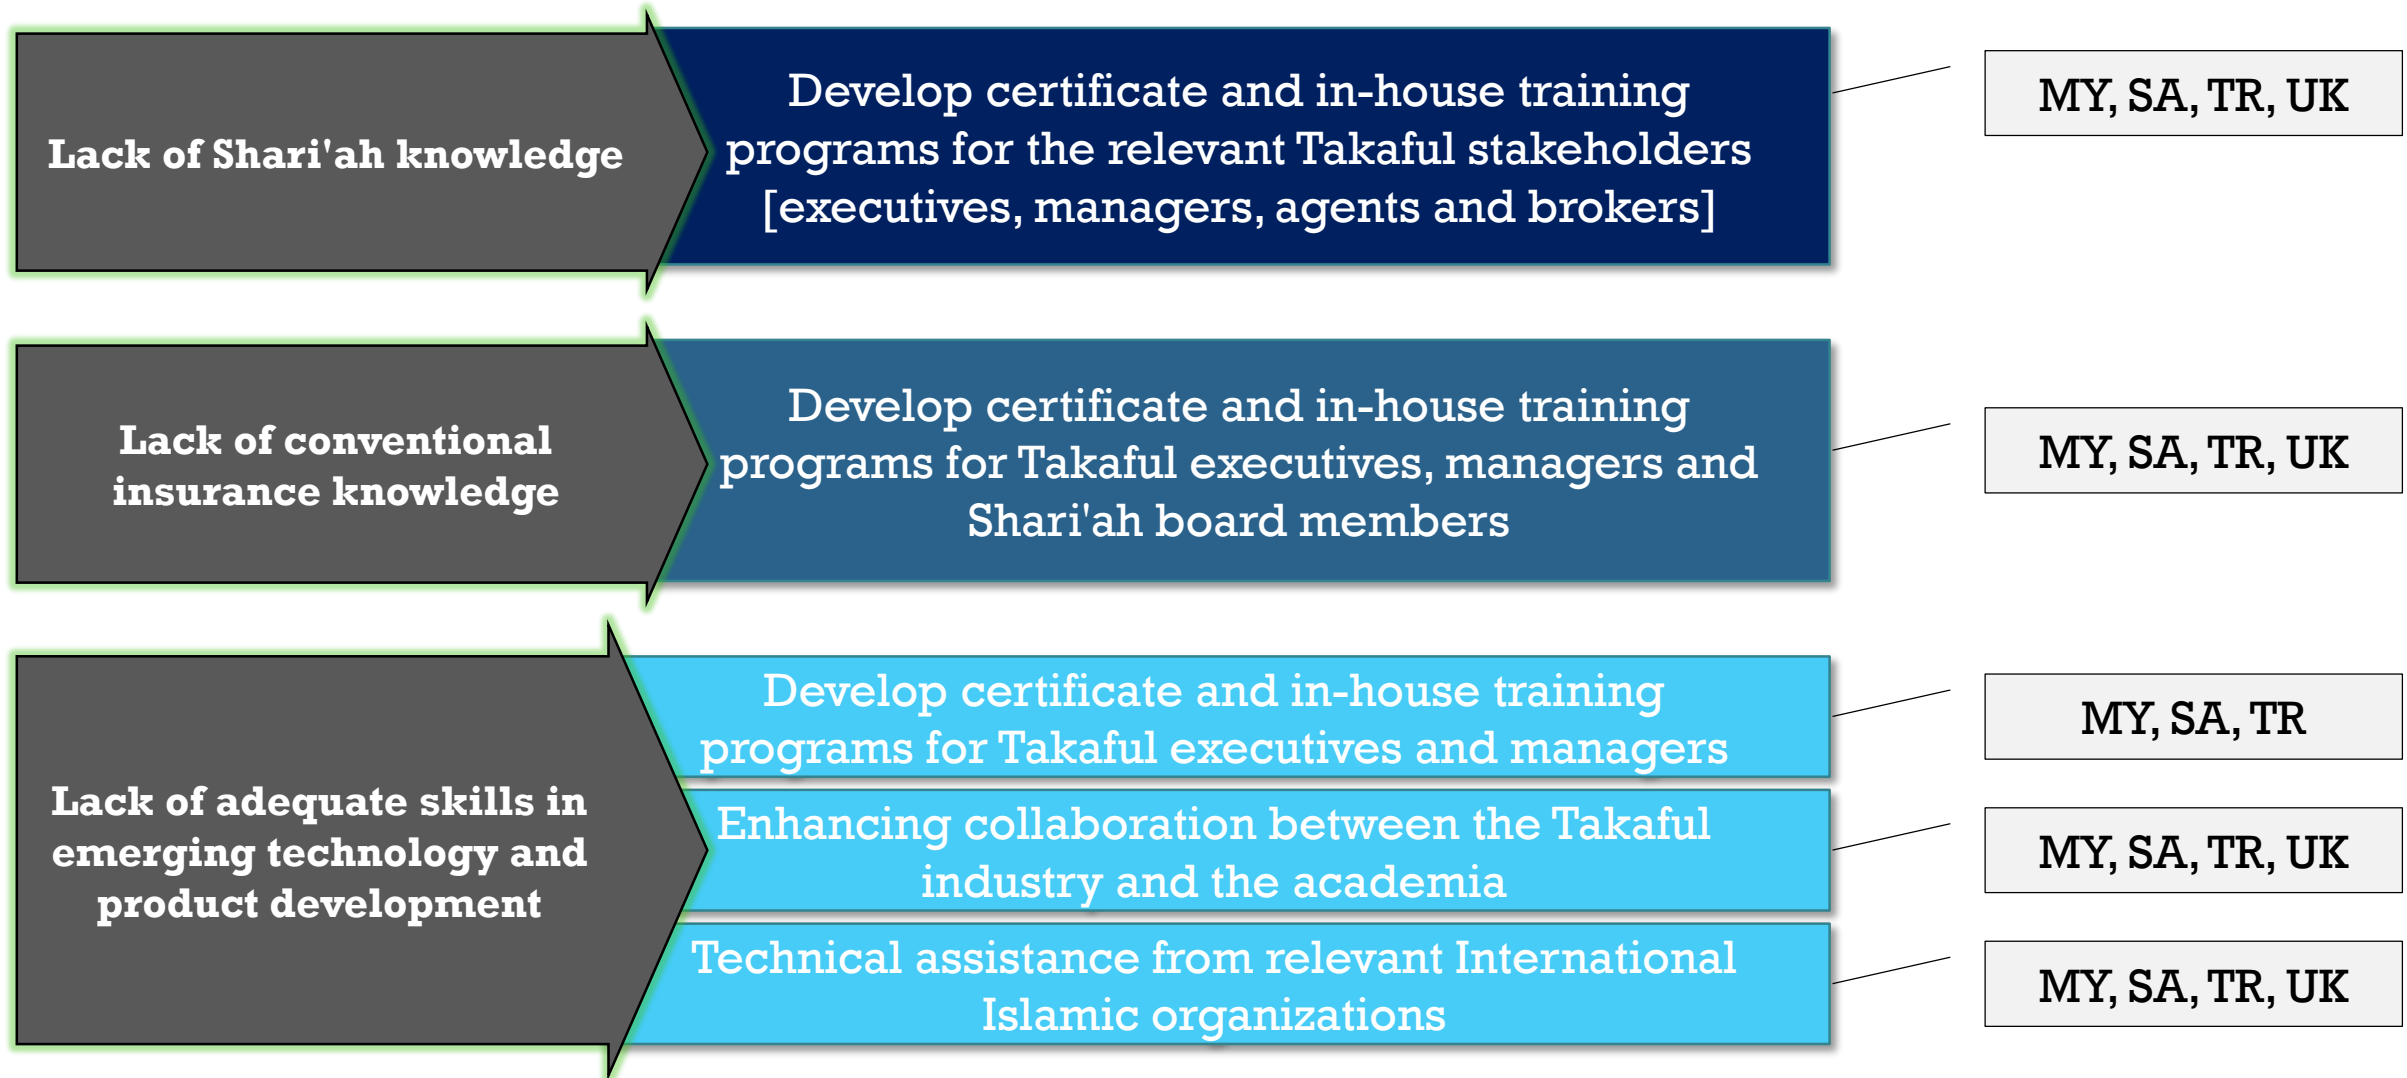 Lack of Shari'ah knowledge
Develop certificate and in-house training
programs for the relevant Takaful stakeholders
[executives, managers, agents and brokers]
MY, SA, TR, UK
Lack of conventional
insurance knowledge
Develop certificate and in-house training
programs for Takaful executives, managers and
Shari'ah board members
MY, SA, TR, UK
Lack of adequate skills in
emerging technology and
product development
Develop certificate and in-house training
programs for Takaful executives and managers
MY, SA, TR
Enhancing collaboration between the Takaful
industry and the academia
MY, SA, TR, UK
Technical assistance from relevant International
Islamic organizations
MY, SA, TR, UK